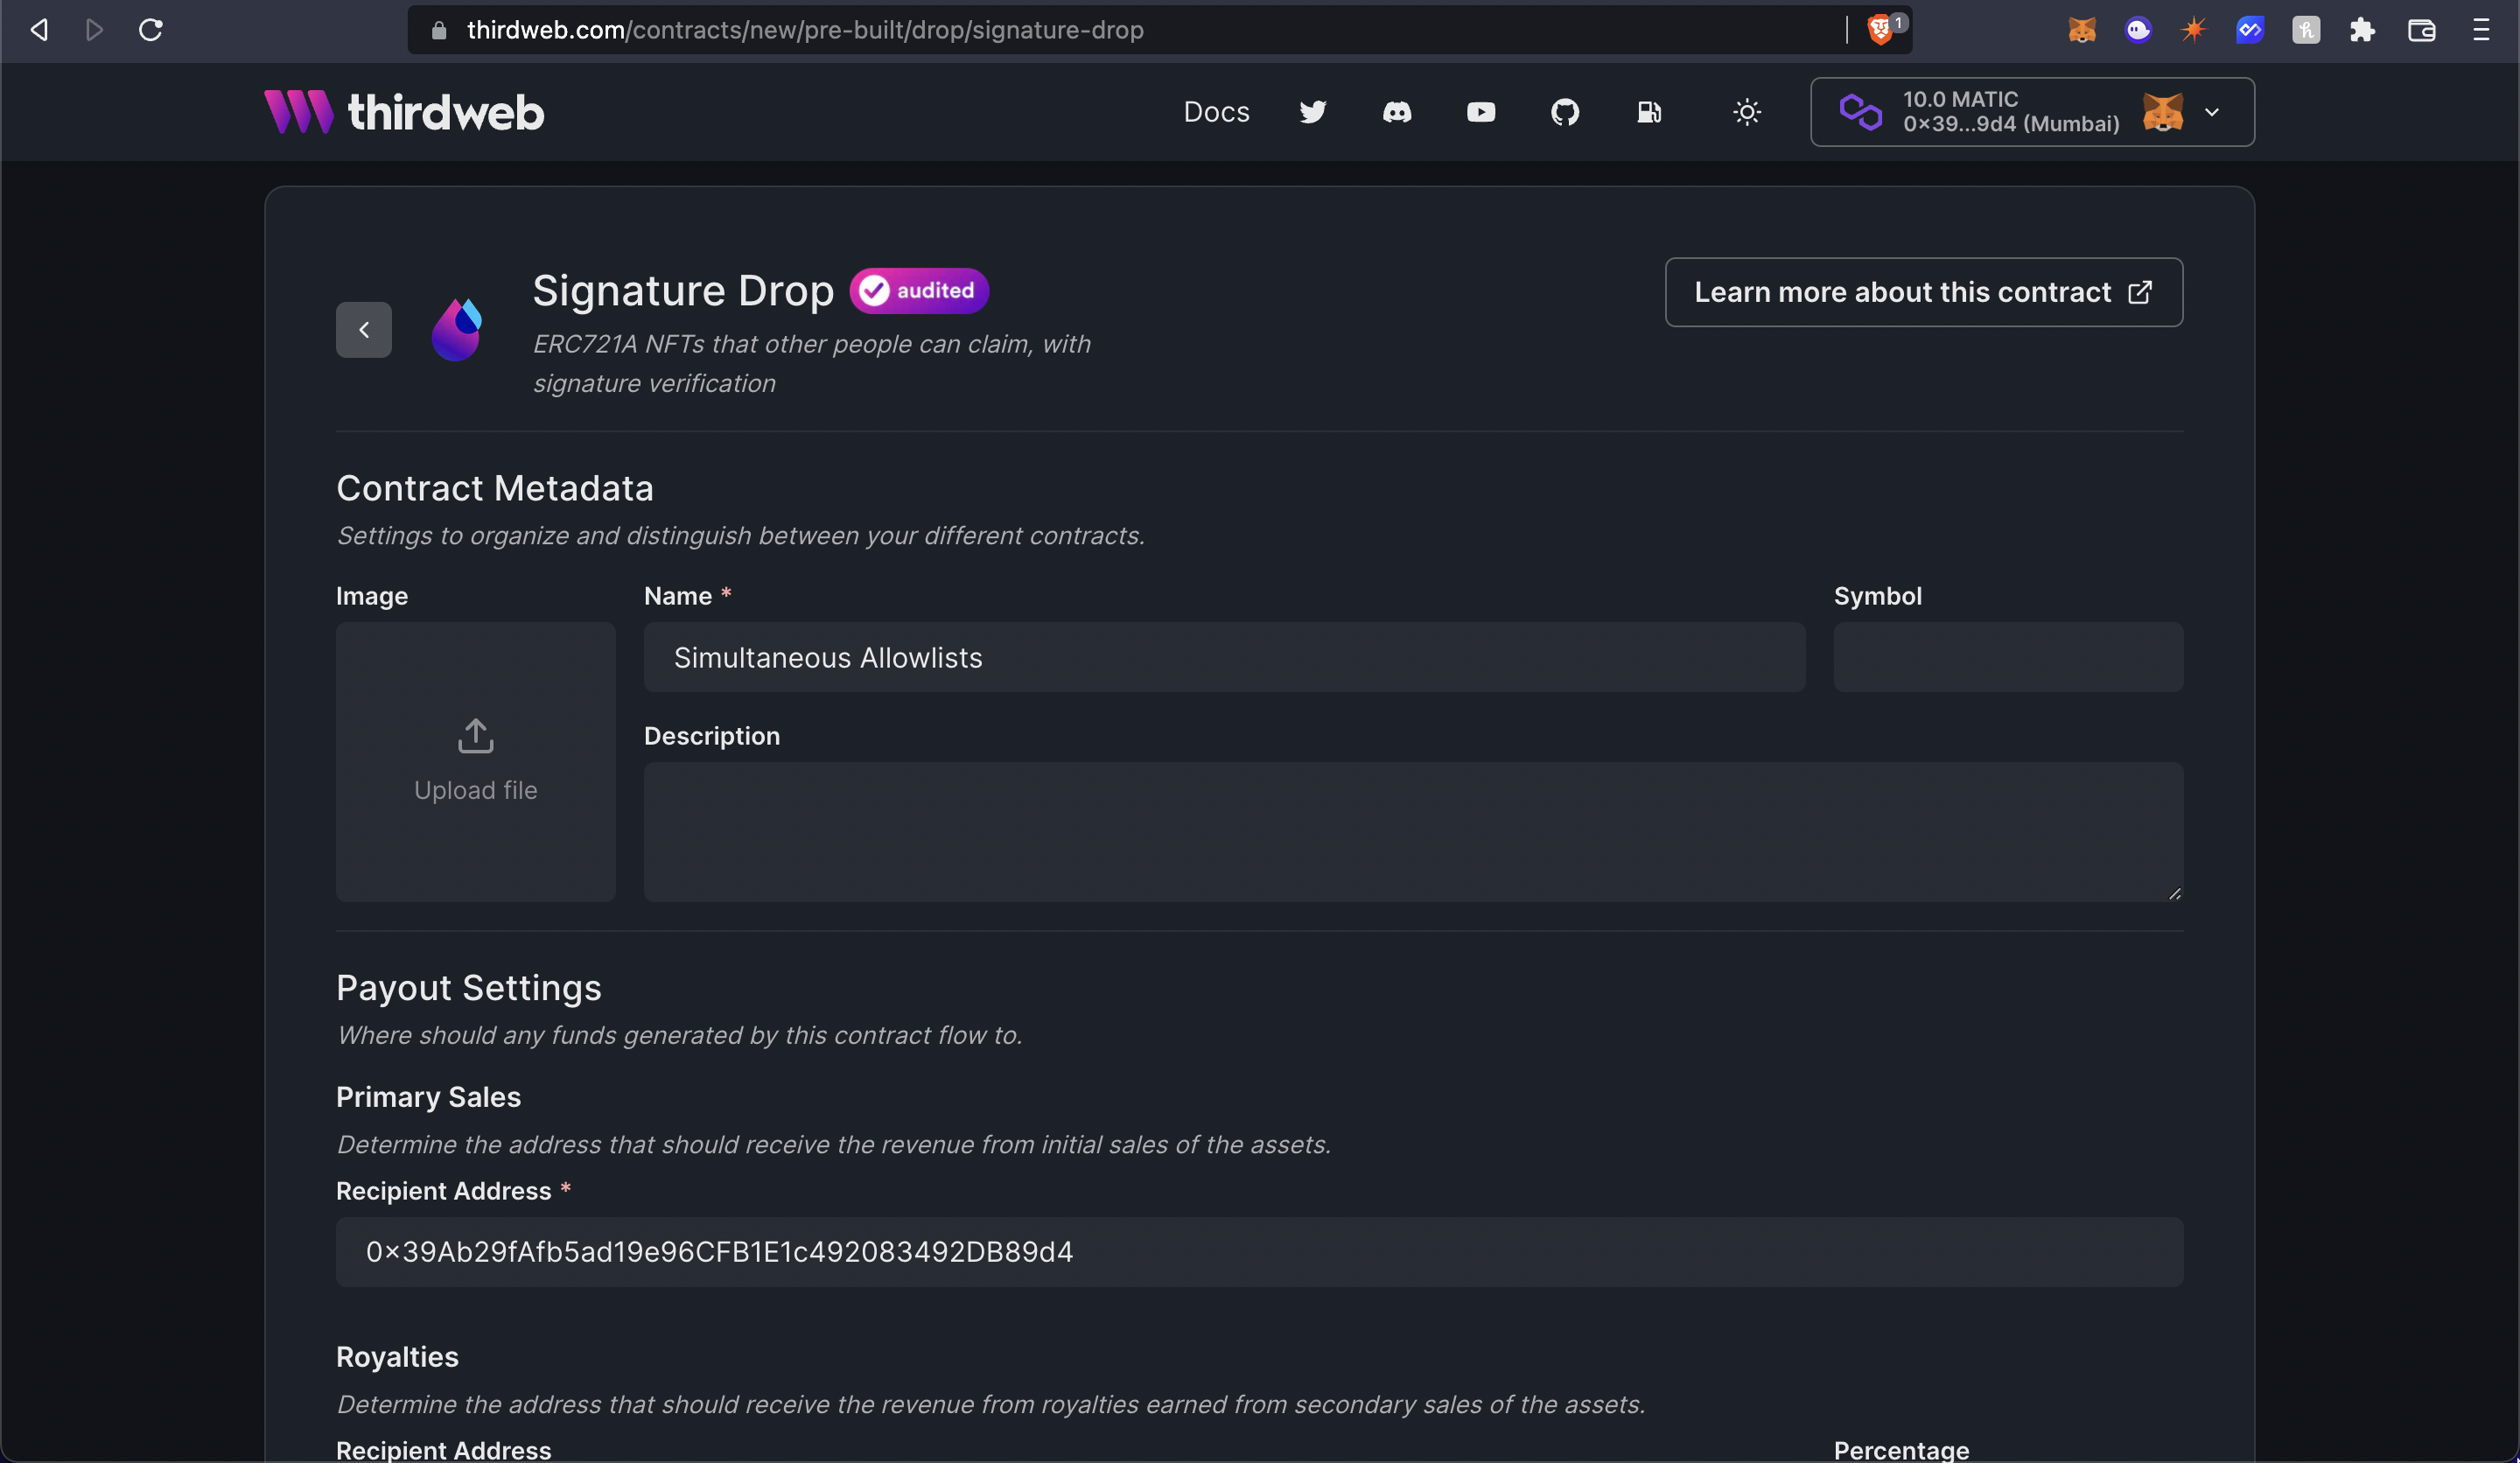 thirdweb.com/contracts/new/pre-built/drop/signature-drop
1
thirdweb
Docs
10.0 MATIC
0x39...9d4 (Mumbai)
Signature Drop
audited
Learn more about this contract
ERC721A NFTs that other people can claim, with
signature verification
Contract Metadata
Settings to organize and distinguish between your different contracts.
Image
Name *
Symbol
Simultaneous Allowlists
Upload file
Description
Payout Settings
Where should any funds generated by this contract flow to.
Primary Sales
Determine the address that should receive the revenue from initial sales of the assets.
Recipient Address *
0x39Ab29fAfb5ad19e96CFB1E1c492083492DB89d4
Royalties
Determine the address that should receive the revenue from royalties earned from secondary sales of the assets.
Recipient Address
Percentage